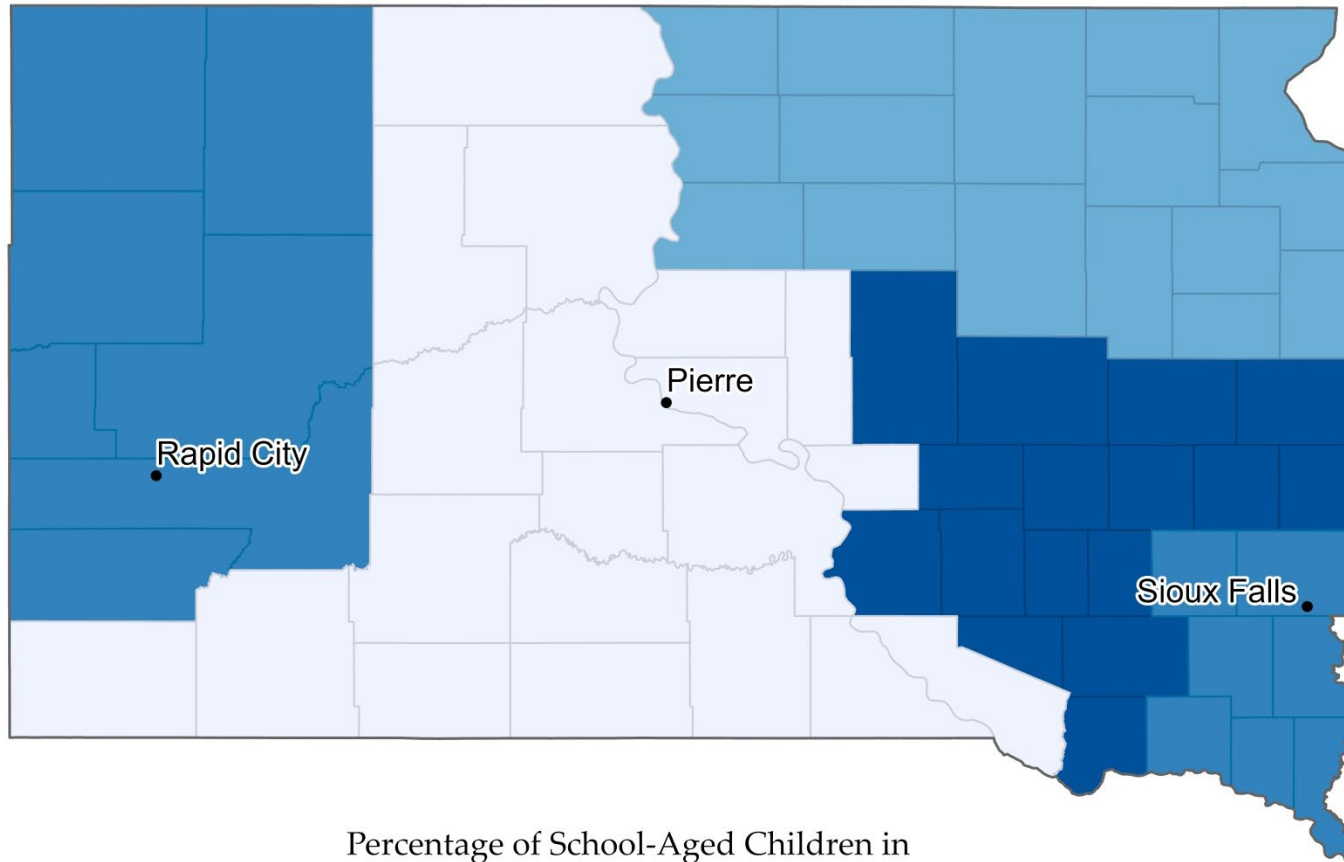 Pierre
Rapid City
Sioux Falls
Percentage of School-Aged Children in